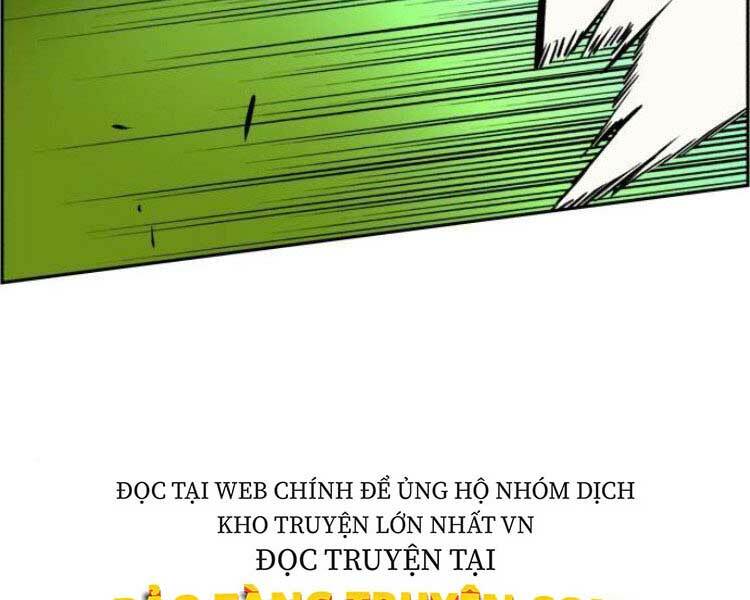 ĐỌC TẠI WEB CHÍNH ĐỂ ỦNG HỘ NHÓM DỊCH
KHO TRUYỆN LỚN NHẤT VN
ĐỌC TRUYỆN TẠI